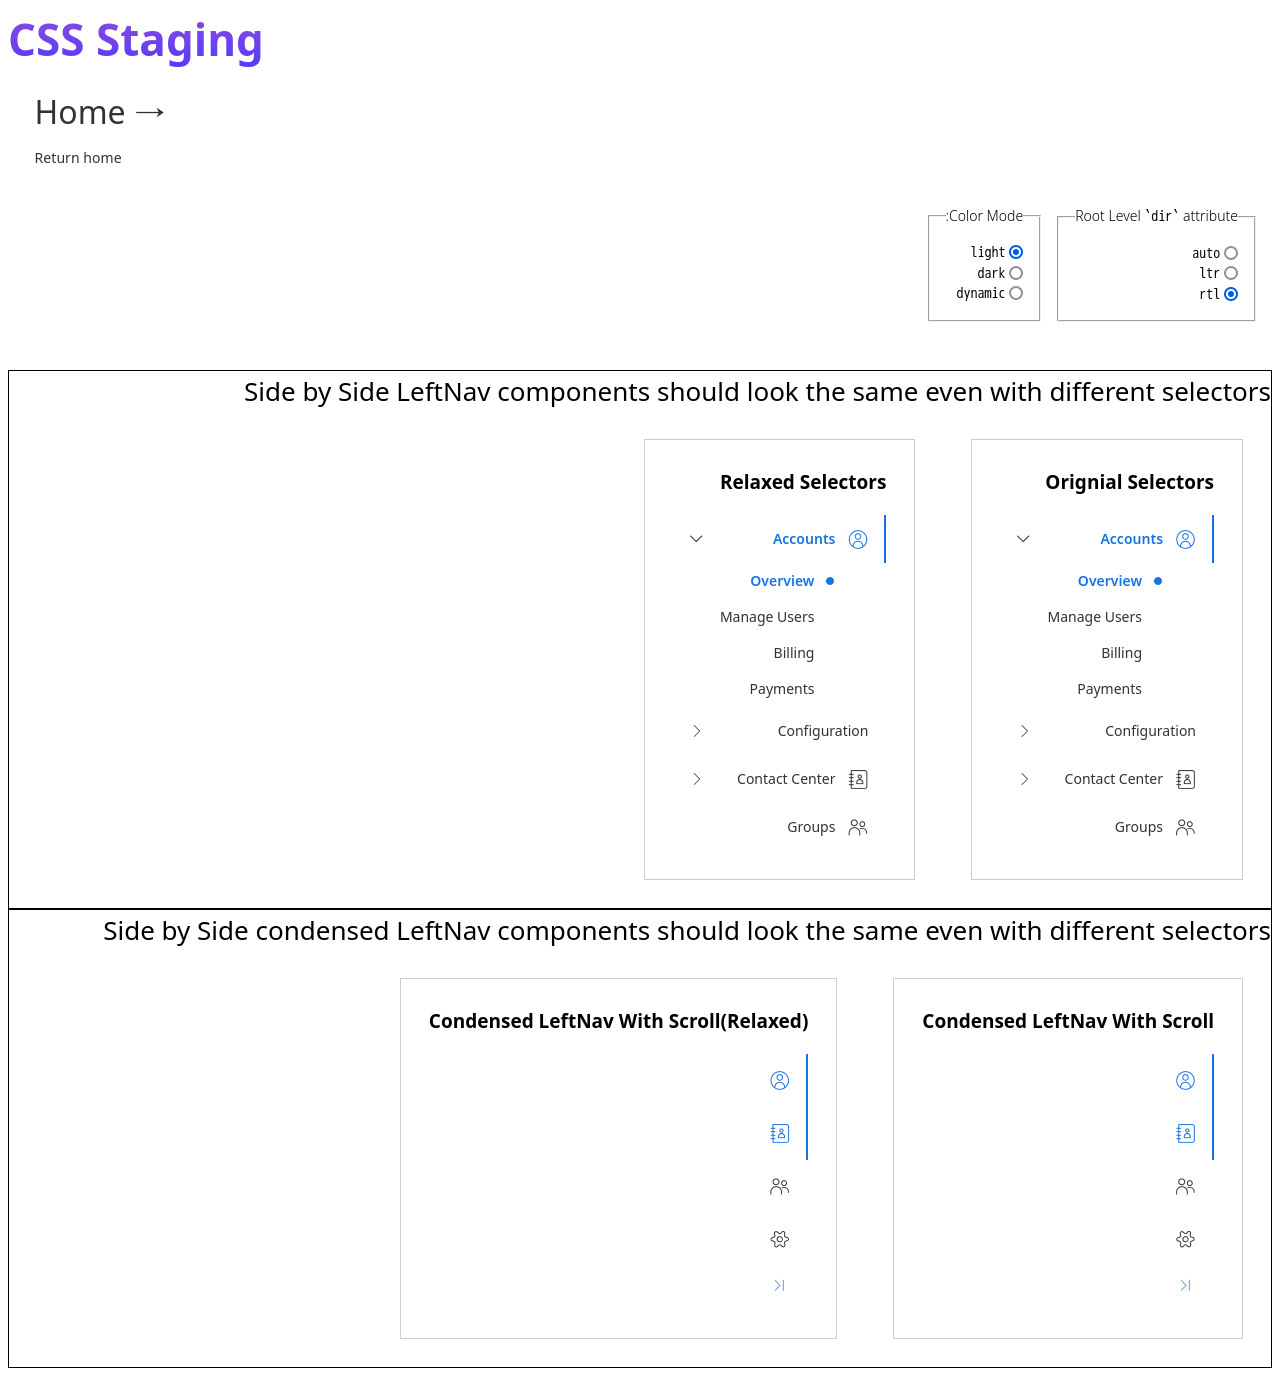 CSS Staging
Home →
Return home
:Color Mode
light
dark
dynamic
Root Level `dir` attribute
auto
ltr
rtl
Side by Side LeftNav components should look the same even with different selectors
Relaxed Selectors
Accounts
Overview
Manage Users
Billing
Payments
Configuration
Contact Center
Groups
Orignial Selectors
Accounts
Overview
Manage Users
Billing
Payments
Configuration
Contact Center
Groups
Side by Side condensed LeftNav components should look the same even with different selectors
Condensed LeftNav With Scroll(Relaxed)
Condensed LeftNav With Scroll